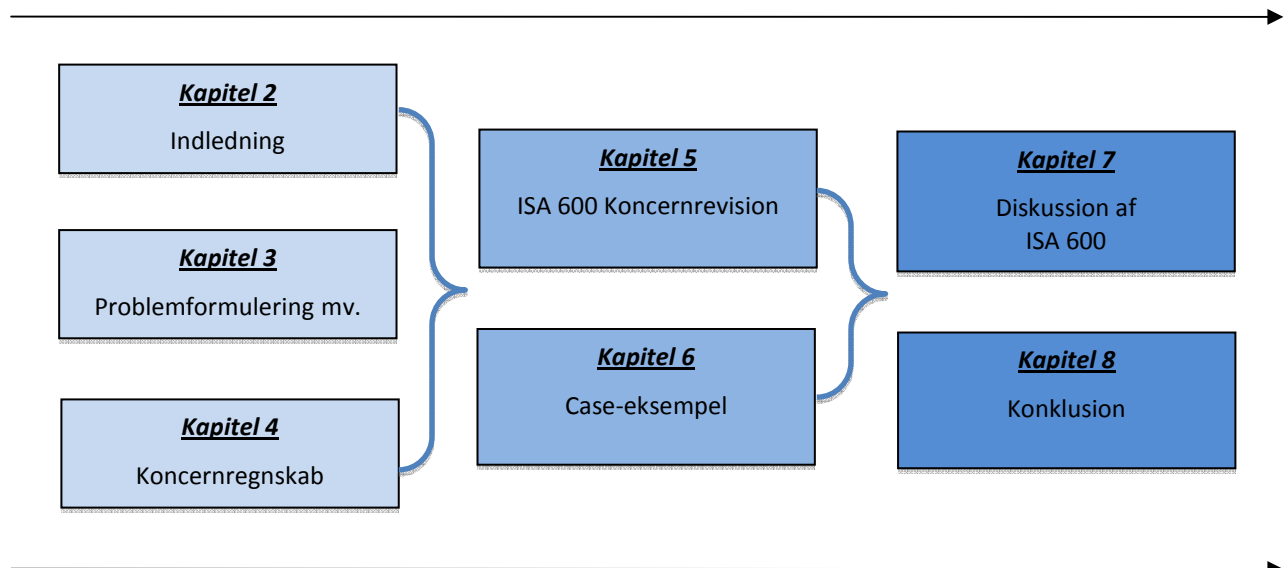 Kapitel 2
Indledning
Kapitel 3
Problemformulering mv.
Kapitel 4
Koncernregnskab
Kapitel 5
ISA 600 Koncernrevision
Kapitel 6
Case-eksempel
Kapitel 7
Diskussion af
ISA 600
Kapitel 8
Konklusion